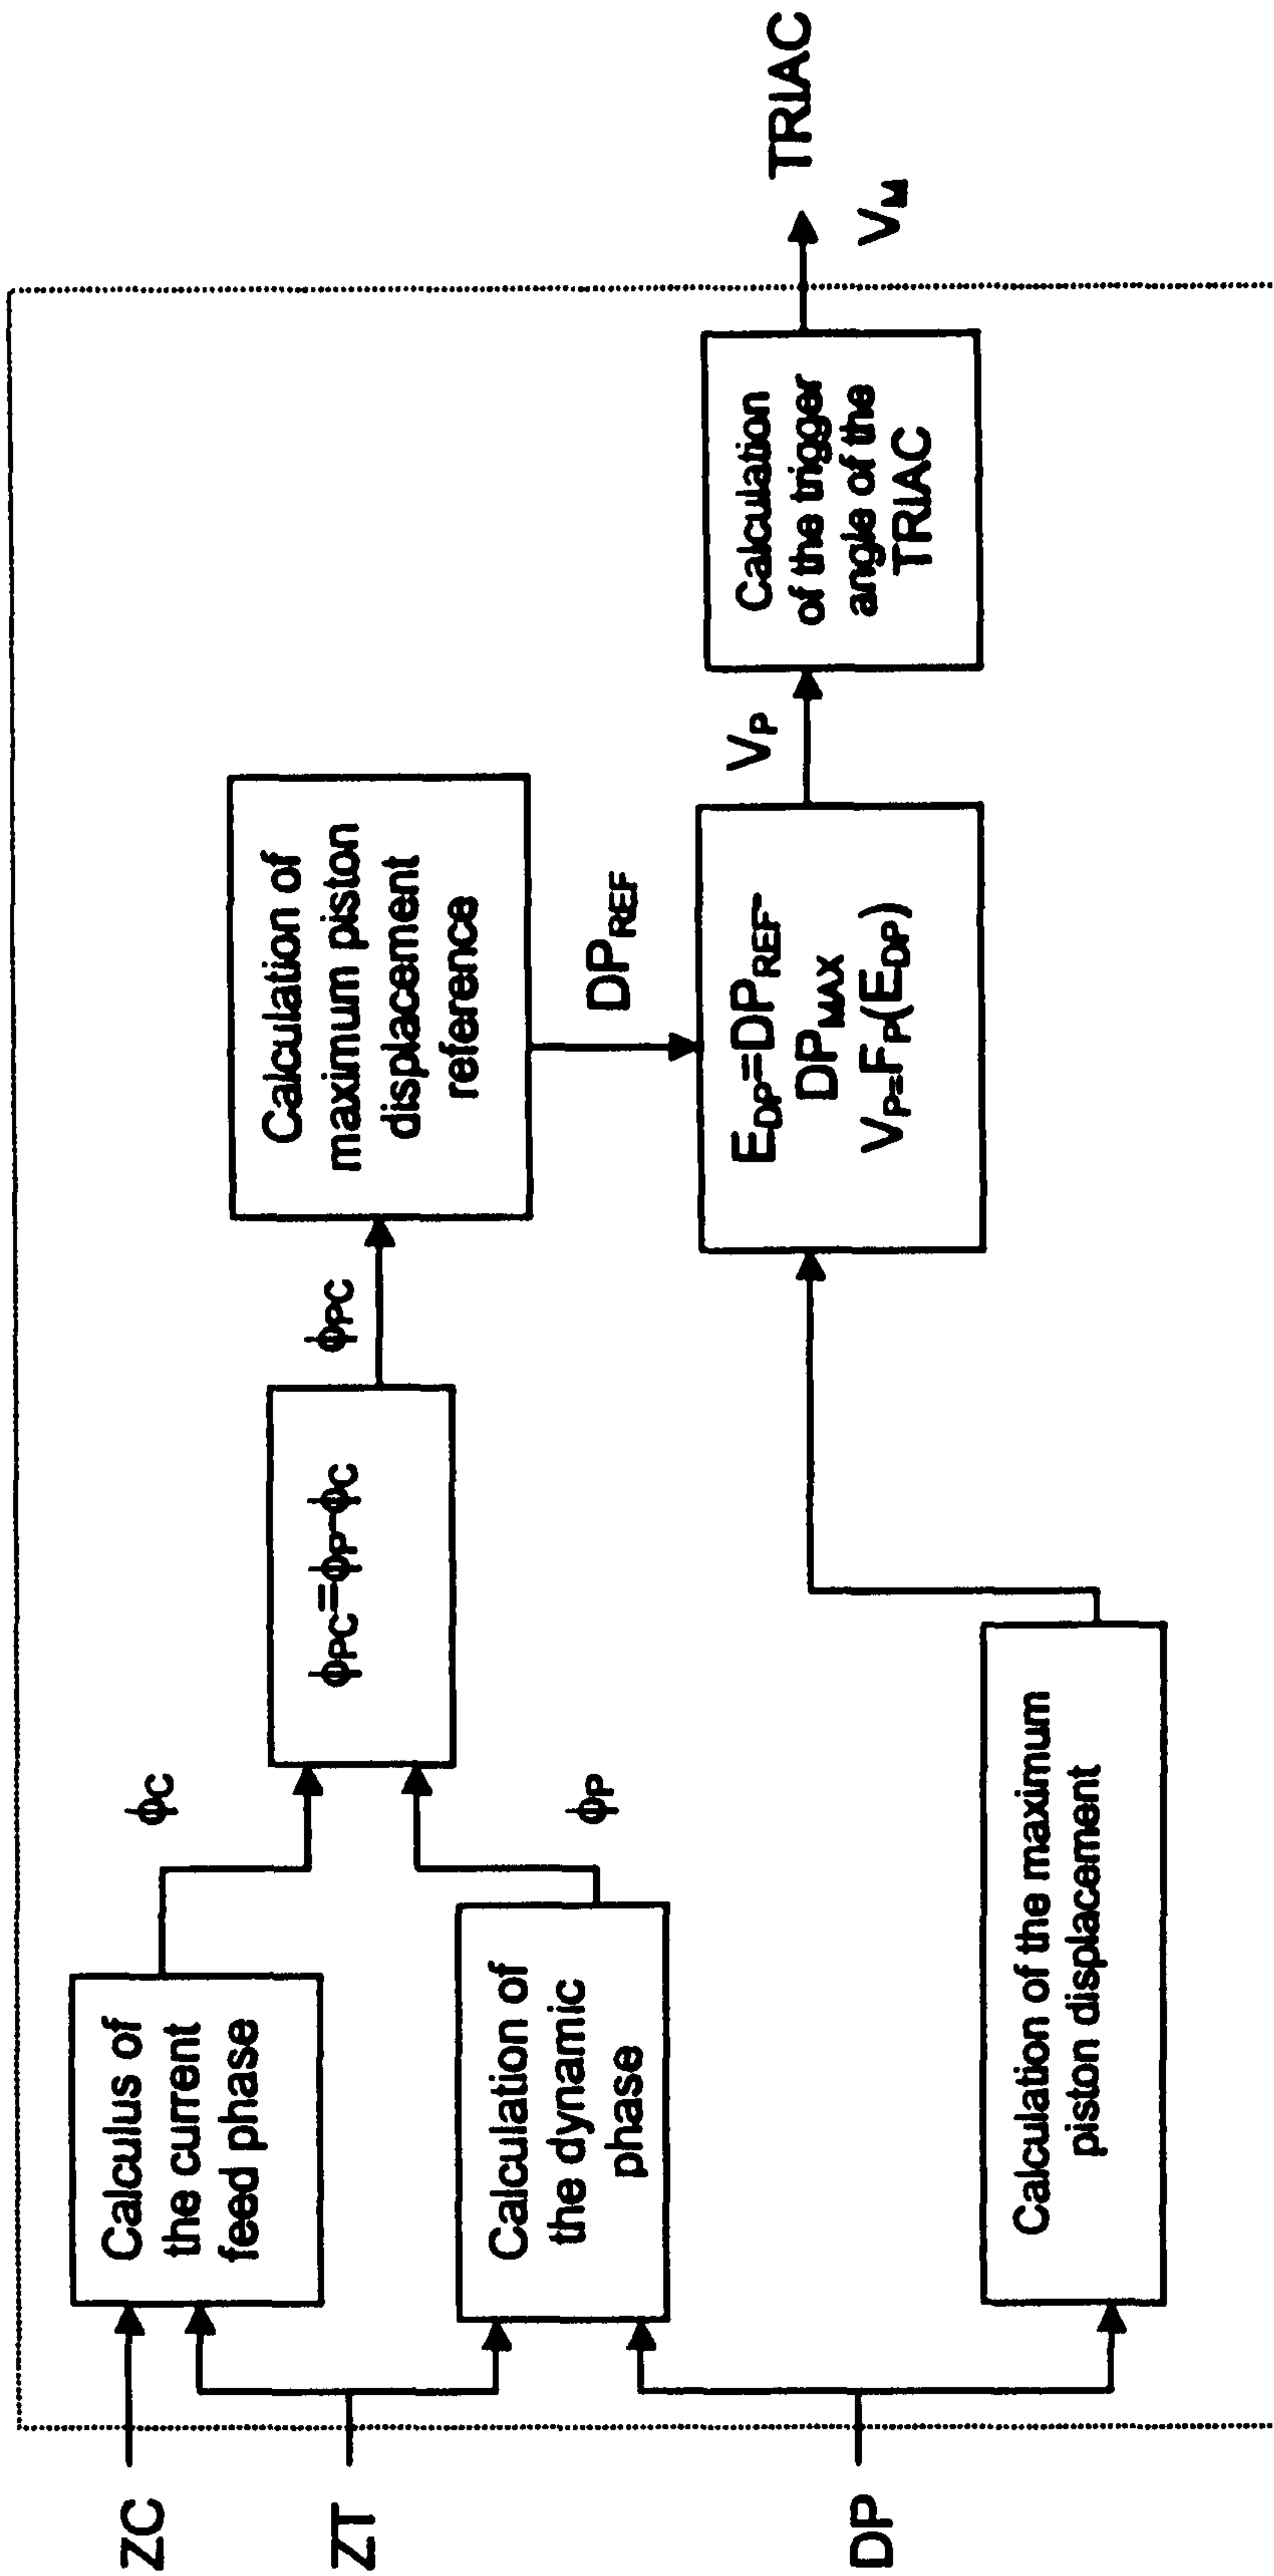 ZC
ZT
DP
Calculus of
the current
feed phase
ϕC
Calculation of
the dynamic
phase
ϕP
ϕPC=ϕP-ϕC
ϕPC
Calculation of
maximum piston
displacement
reference
DPREF
Calculation of the maximum
piston displacement
EDP=DPREF-
DPMAX
VP=FP(EDP)
VP
Calculation
of the trigger
angle of the
TRIAC
VM
TRIAC